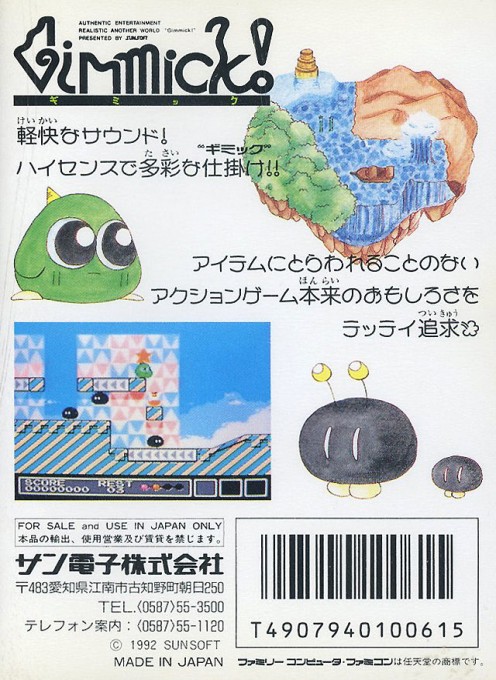 AUTHENTIC ENTERTAINMENT
REALISTIC ANOTHER WORLD "Gimmick!"
PRESENTED BY SUNSOFT
Gimmick!
ギミック
けいかい
軽快なサウンド!
たさい "ギミック"
ハイセンスで多彩な仕掛け!!
アイテムにとらわれることのない
ほんらい
アクションゲーム本来のおもしろさを
ついきゅう
ラッティ追求
SCORE REST
00000000 03
FOR SALE and USE IN JAPAN ONLY
本品の輸出、使用営業及び賃貸を禁じます。
サン電子株式会社
〒483愛知県江南市古知野町朝日250
TEL.(0587)55-3500
テレフォン案内:(0587)55-1120
© 1992 SUNSOFT
MADE IN JAPAN
T4907940100615
ファミリーコンピュータ・ファミコンは任天堂の商標です。